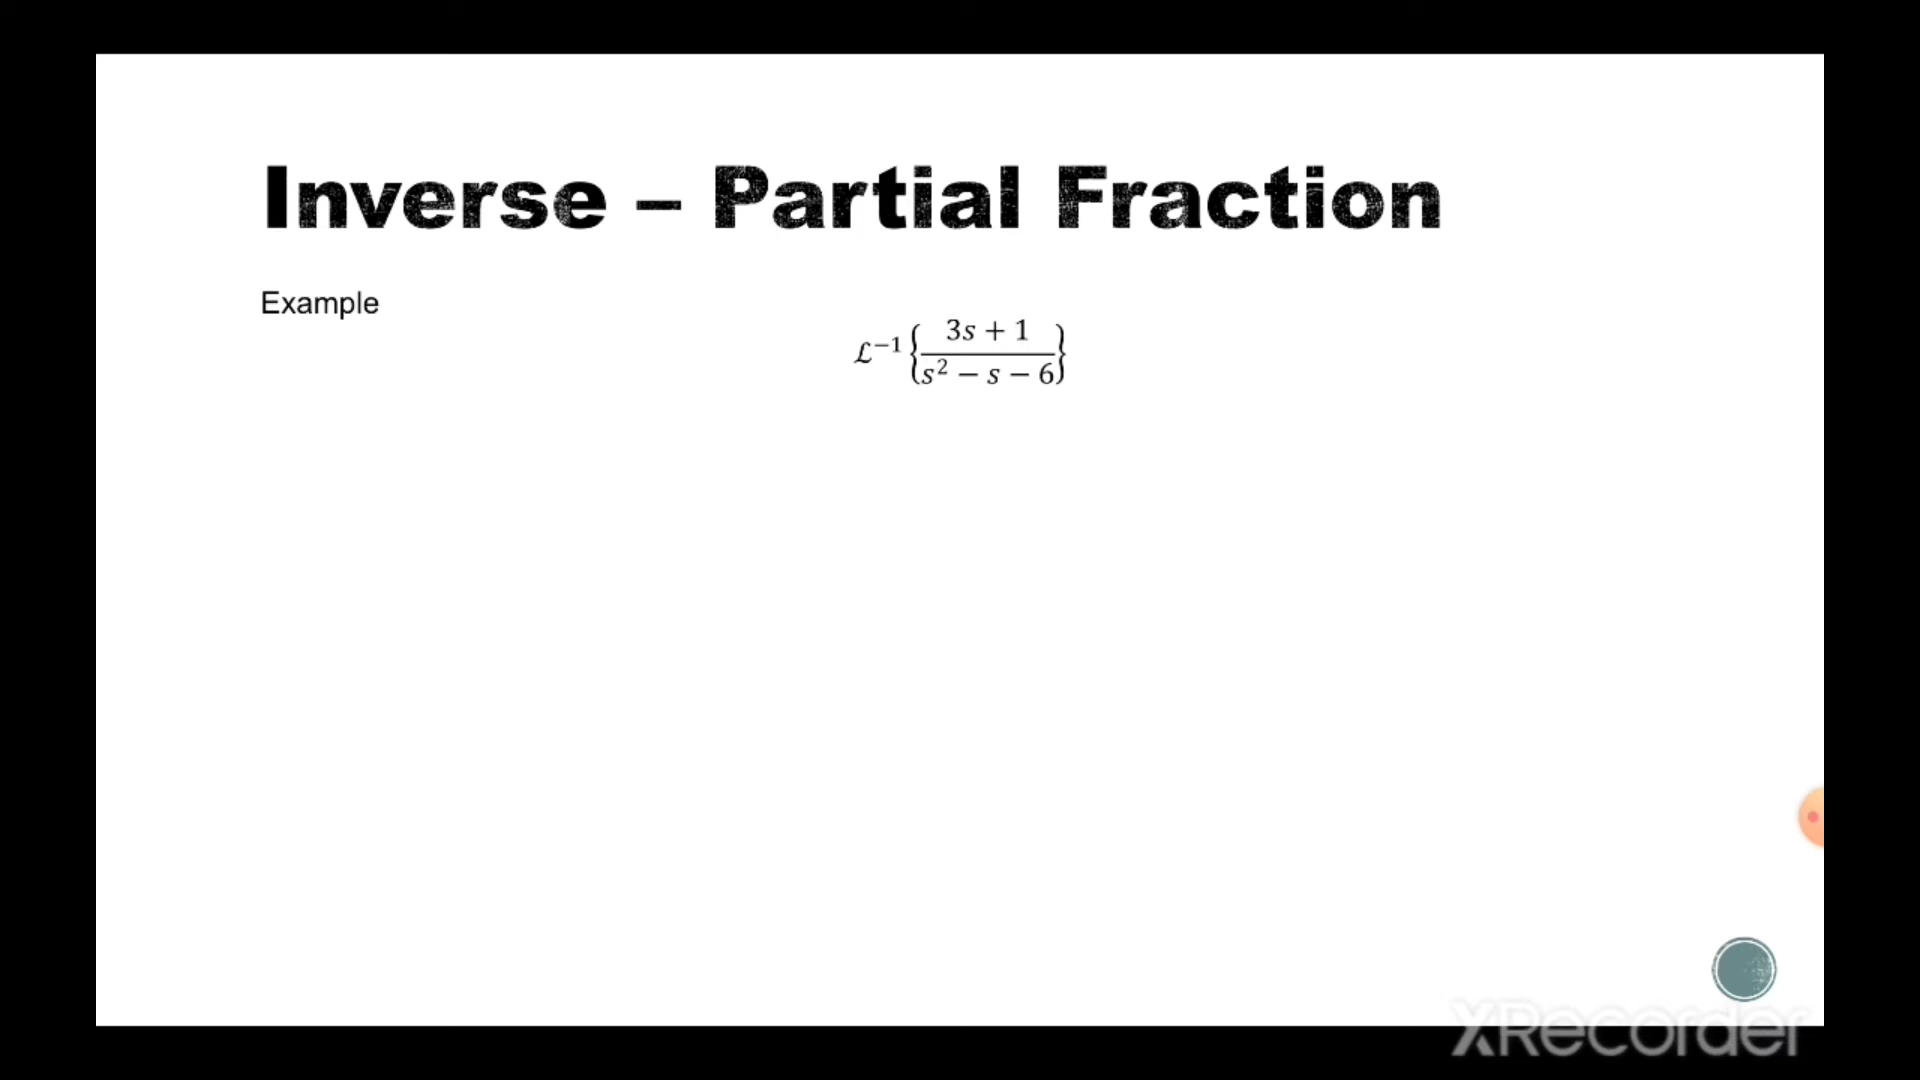 Inverse – Partial Fraction
Example
ℒ⁻¹{(3s + 1)/(s² − s − 6)}
XRecorder